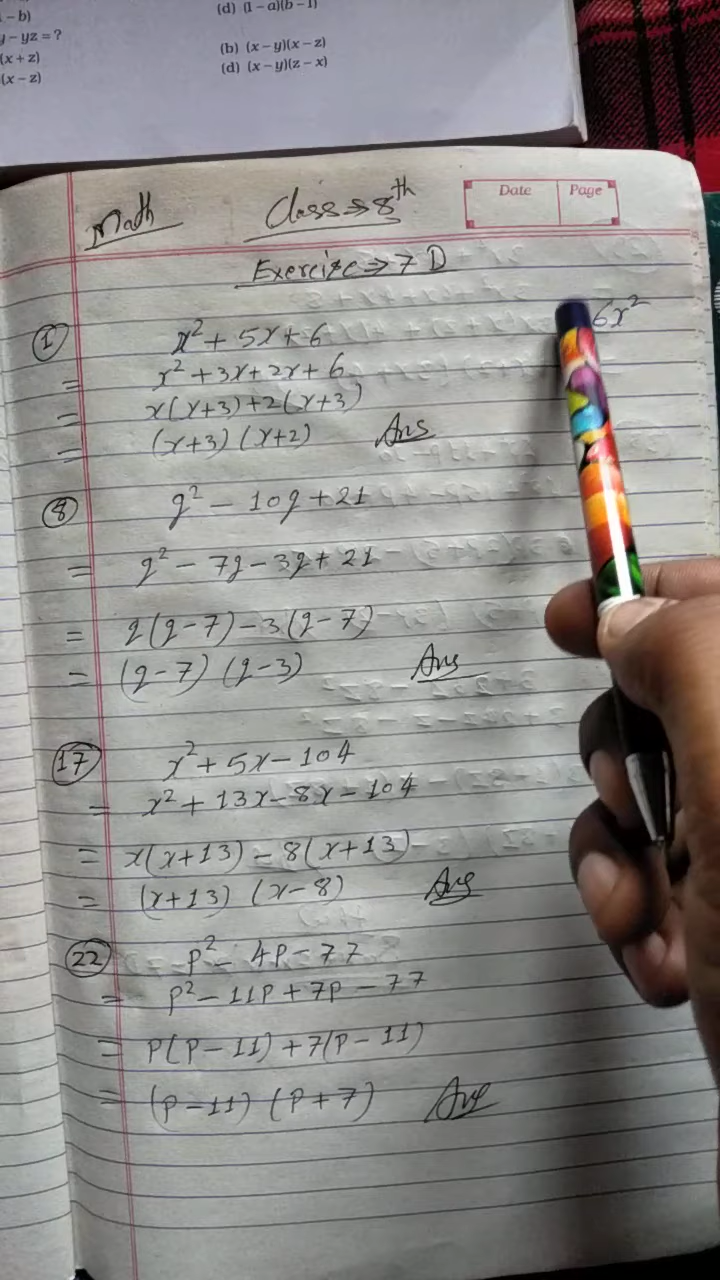 - b)
(d) (1 – a)(b – 1)
y – yz = ?
(x + z)
(b) (x – y)(x – z)
(x – z)
(d) (x – y)(z – x)
Date Page
Math Class ⇒ 8th
Exercize ⇒ 7 D
6x²
① x² + 5x + 6
= x² + 3x + 2x + 6
= x(x+3) + 2(x+3)
= (x+3) (x+2) Ans
⑧ q² – 10q + 21
= q² – 7q – 3q + 21
= q(q–7) – 3(q–7)
= (q–7) (q–3) Ans
⑰ x² + 5x – 104
= x² + 13x – 8x – 104
= x(x+13) – 8(x+13)
= (x+13) (x–8) Ans
㉒ p² – 4p – 77
= p² – 11p + 7p – 77
= p(p–11) + 7(p–11)
= (p–11) (p+7) Ans